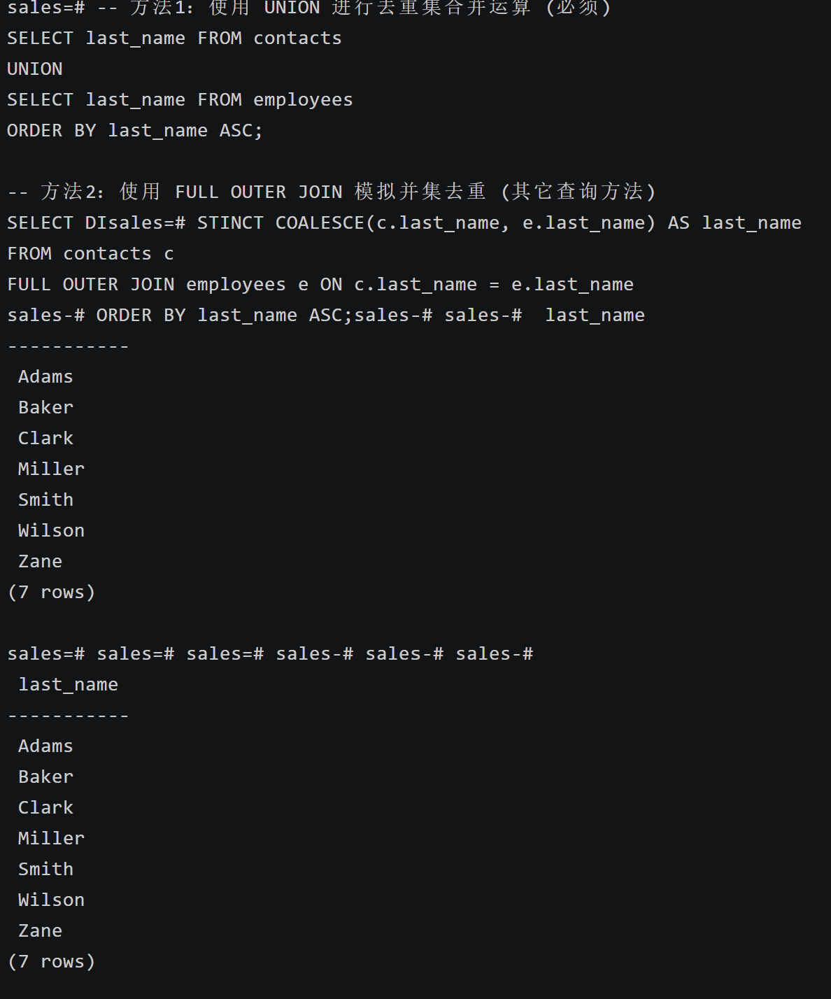 sales=# -- 方法1: 使用 UNION 进行去重集合并运算 (必须)
SELECT last_name FROM contacts
UNION
SELECT last_name FROM employees
ORDER BY last_name ASC;
-- 方法2: 使用 FULL OUTER JOIN 模拟并集去重 (其它查询方法)
SELECT DIsales=# STINCT COALESCE(c.last_name, e.last_name) AS last_name
FROM contacts c
FULL OUTER JOIN employees e ON c.last_name = e.last_name
sales-# ORDER BY last_name ASC;sales-# sales-#  last_name
-----------
Adams
Baker
Clark
Miller
Smith
Wilson
Zane
(7 rows)
sales=# sales=# sales=# sales-# sales-# sales-#
last_name
-----------
Adams
Baker
Clark
Miller
Smith
Wilson
Zane
(7 rows)